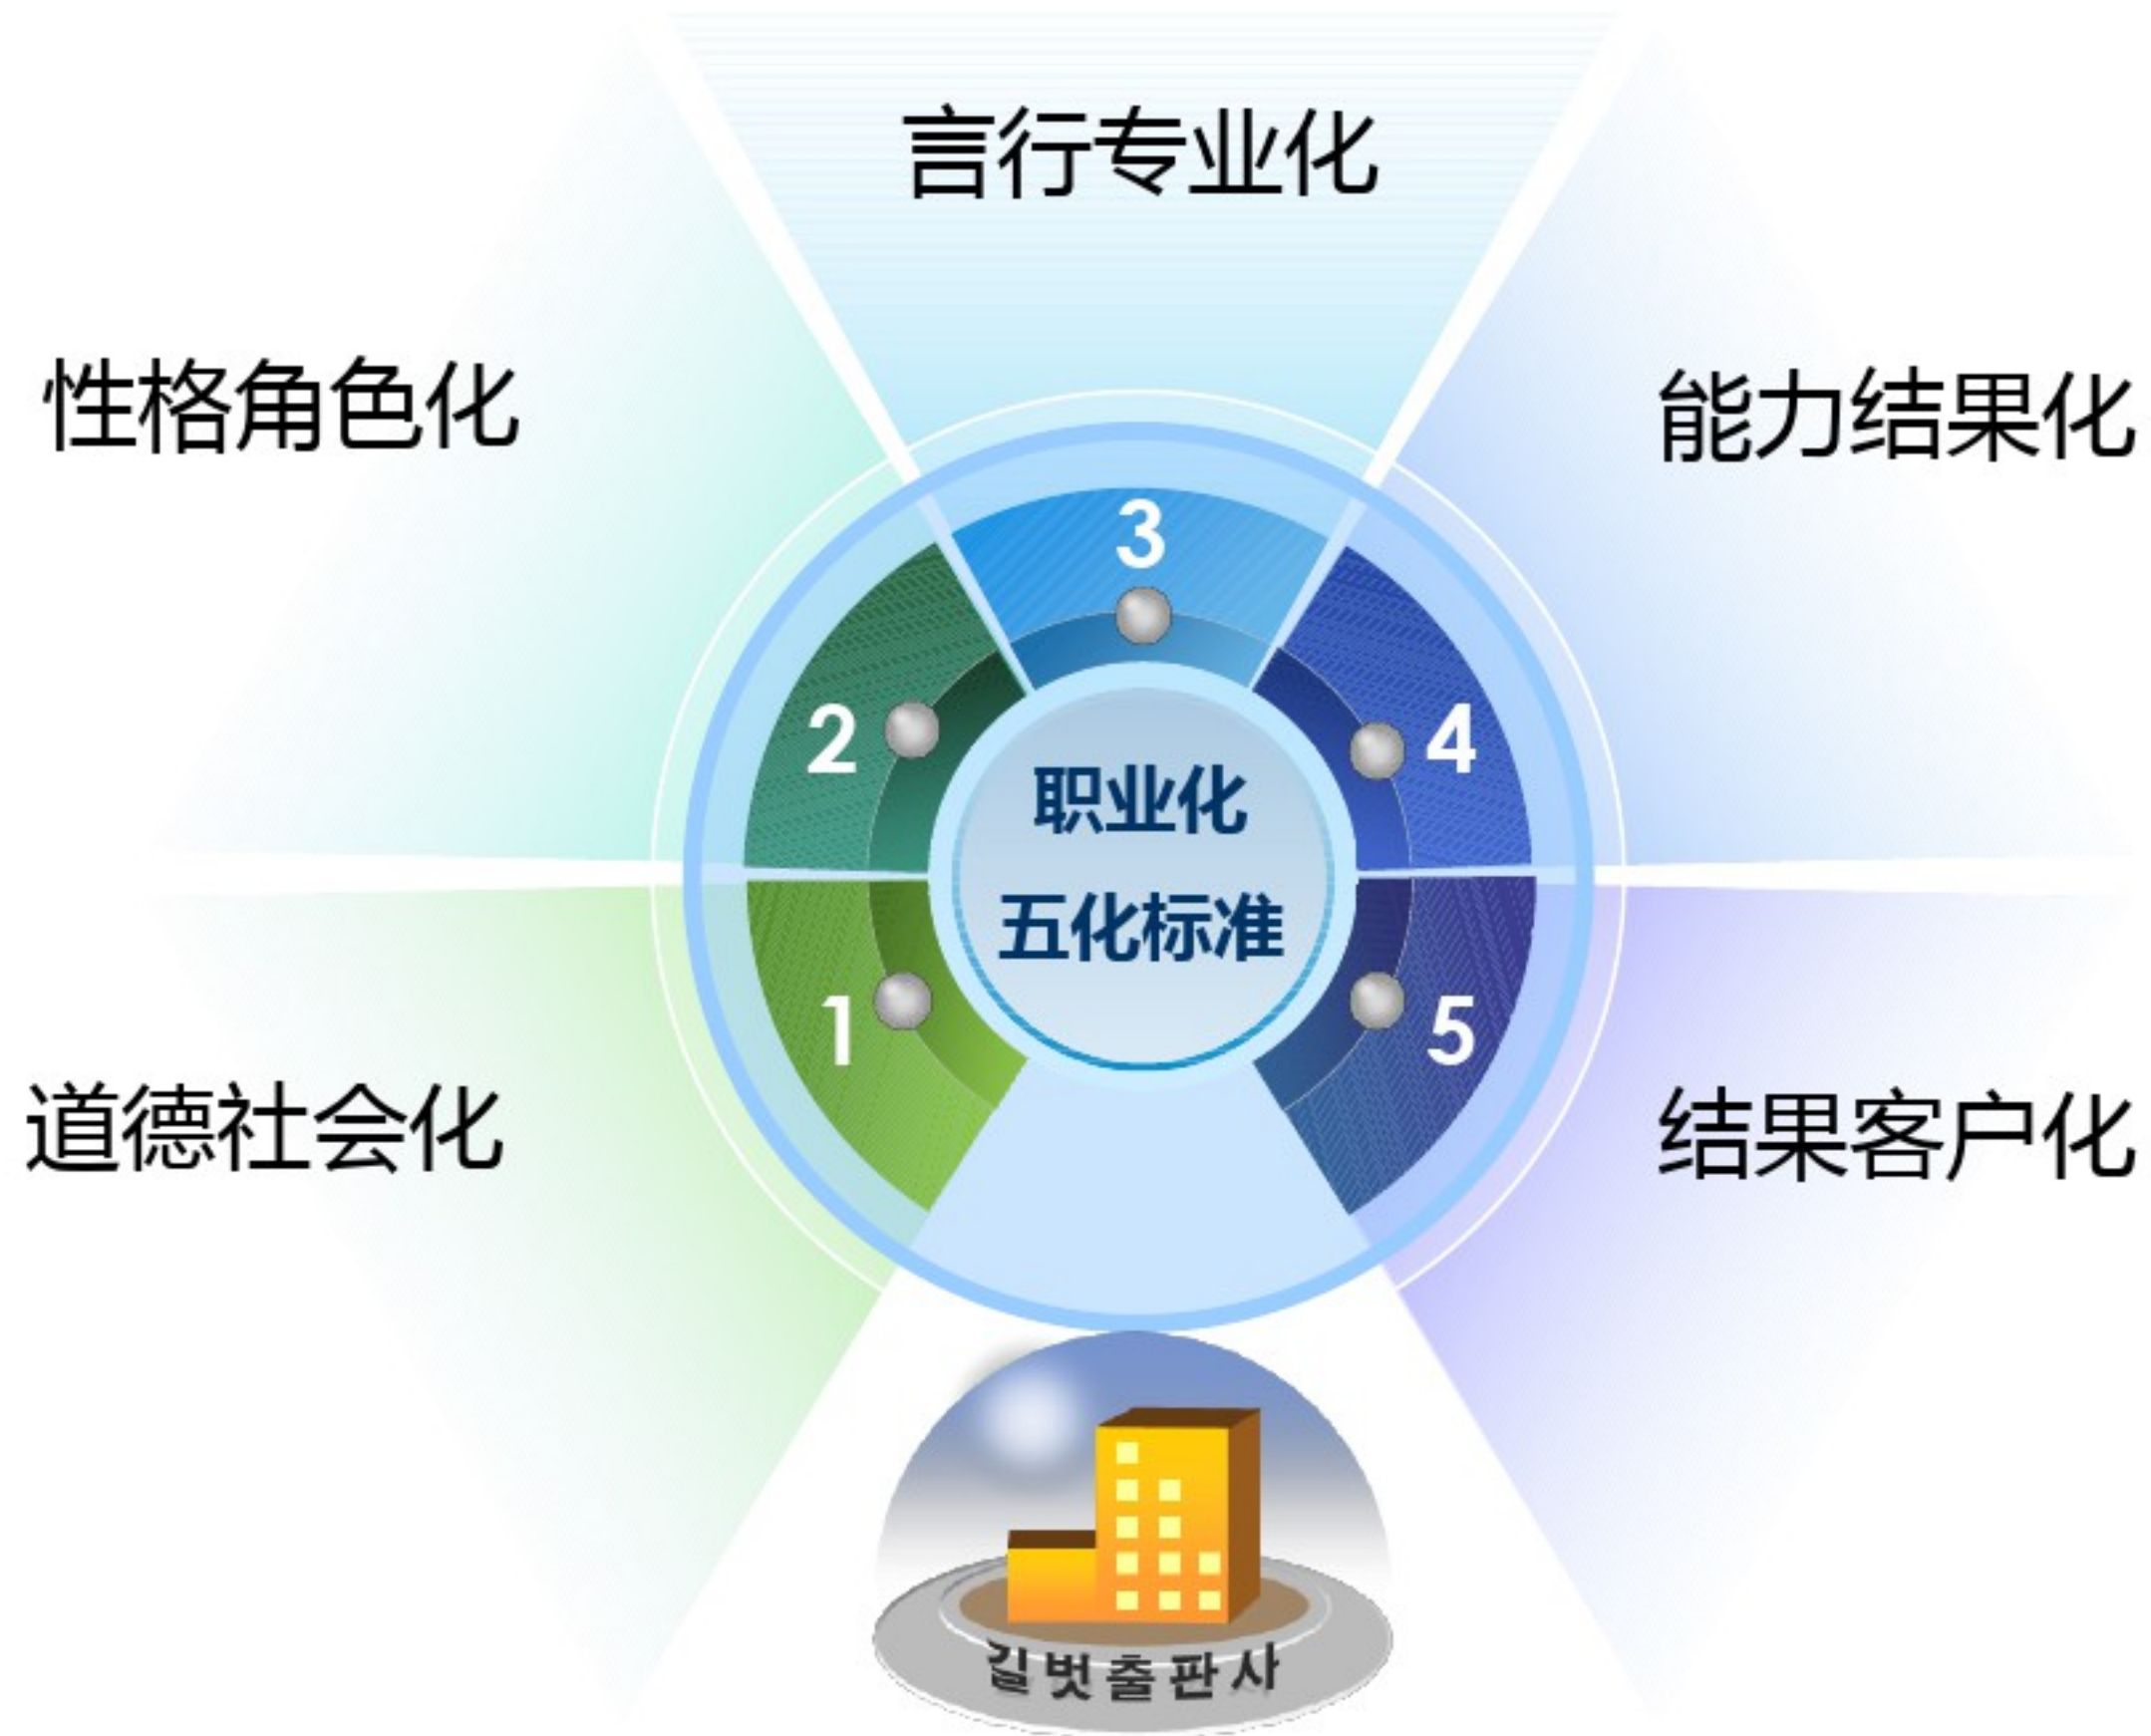 言行专业化
性格角色化
能力结果化
3
2
4
职业化
五化标准
1
5
道德社会化
结果客户化
길벗출판사